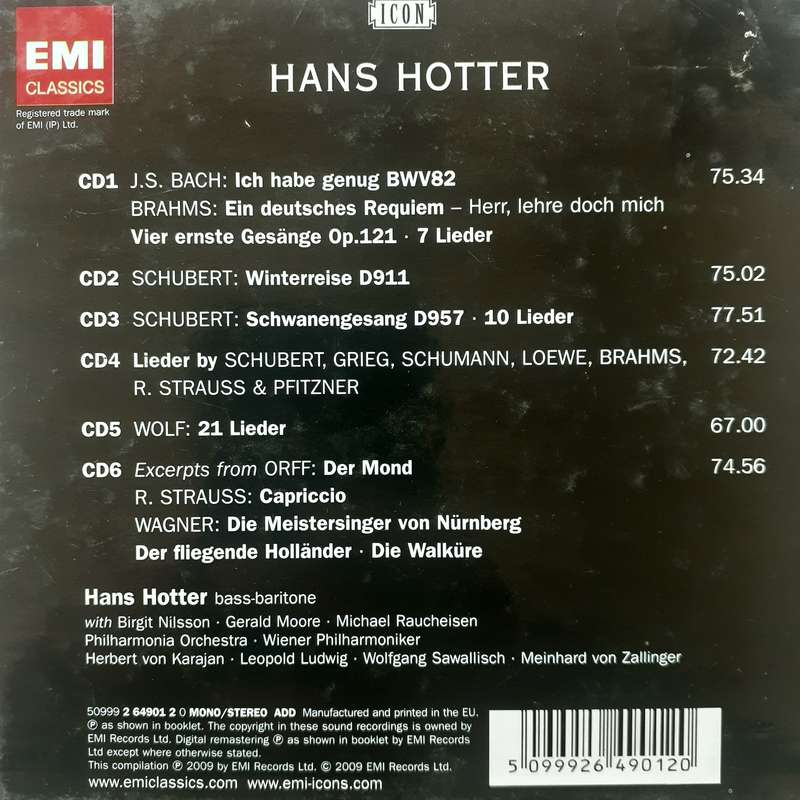 ICON
EMI
CLASSICS
Registered trade mark
of EMI (IP) Ltd.
HANS HOTTER
CD1 J.S. BACH: Ich habe genug BWV82 75.34
BRAHMS: Ein deutsches Requiem – Herr, lehre doch mich
Vier ernste Gesänge Op.121 · 7 Lieder
CD2 SCHUBERT: Winterreise D911 75.02
CD3 SCHUBERT: Schwanengesang D957 · 10 Lieder 77.51
CD4 Lieder by SCHUBERT, GRIEG, SCHUMANN, LOEWE, BRAHMS, 72.42
R. STRAUSS & PFITZNER
CD5 WOLF: 21 Lieder 67.00
CD6 Excerpts from ORFF: Der Mond 74.56
R. STRAUSS: Capriccio
WAGNER: Die Meistersinger von Nürnberg
Der fliegende Holländer · Die Walküre
Hans Hotter bass-baritone
with Birgit Nilsson · Gerald Moore · Michael Raucheisen
Philharmonia Orchestra · Wiener Philharmoniker
Herbert von Karajan · Leopold Ludwig · Wolfgang Sawallisch · Meinhard von Zallinger
50999 2 64901 2 0 MONO/STEREO ADD Manufactured and printed in the EU.
℗ as shown in booklet. The copyright in these sound recordings is owned by
EMI Records Ltd. Digital remastering ℗ as shown in booklet by EMI Records
Ltd except where otherwise stated.
This compilation ℗ 2009 by EMI Records Ltd. © 2009 EMI Records Ltd.
www.emiclassics.com www.emi-icons.com
5 099926 490120